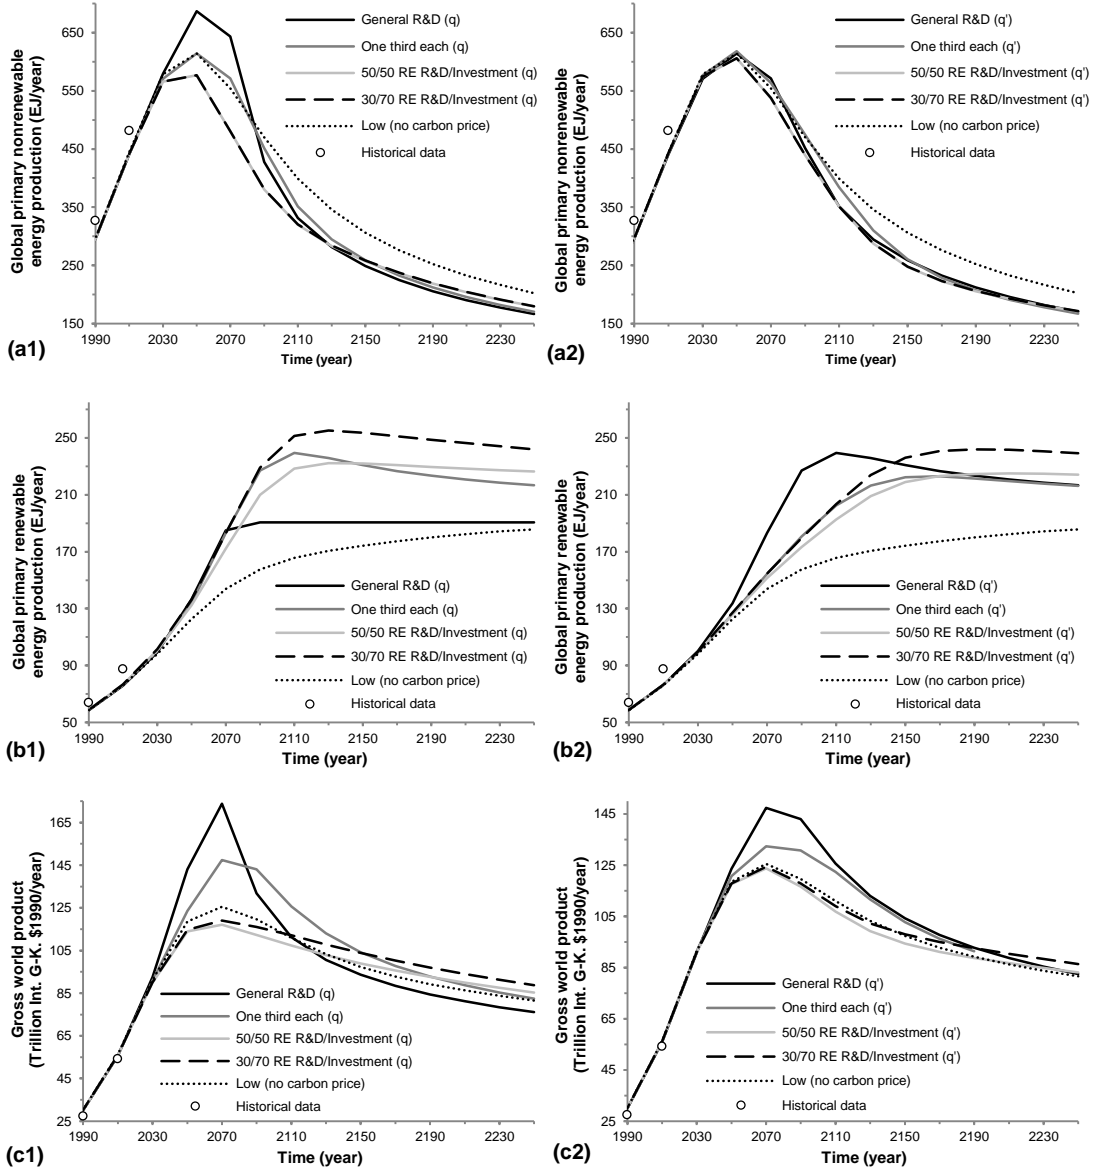 Global primary nonrenewable
energy production (EJ/year)
650
550
450
350
250
150
General R&D (q)
One third each (q)
50/50 RE R&D/Investment (q)
30/70 RE R&D/Investment (q)
Low (no carbon price)
Historical data
1990 2030 2070 2110 2150 2190 2230
Time (year)
(a1)
Global primary nonrenewable
energy production (EJ/year)
650
550
450
350
250
150
General R&D (q')
One third each (q')
50/50 RE R&D/Investment (q')
30/70 RE R&D/Investment (q')
Low (no carbon price)
Historical data
1990 2030 2070 2110 2150 2190 2230
Time (year)
(a2)
Global primary renewable
energy production (EJ/year)
250
210
170
130
90
50
General R&D (q)
One third each (q)
50/50 RE R&D/Investment (q)
30/70 RE R&D/Investment (q)
Low (no carbon price)
Historical data
1990 2030 2070 2110 2150 2190 2230
Time (year)
(b1)
Global primary renewable
energy production (EJ/year)
250
210
170
130
90
50
General R&D (q')
One third each (q')
50/50 RE R&D/Investment (q')
30/70 RE R&D/Investment (q')
Low (no carbon price)
Historical data
1990 2030 2070 2110 2150 2190 2230
Time (year)
(b2)
Gross world product
(Trillion Int. G-K. $1990/year)
165
145
125
105
85
65
45
25
General R&D (q)
One third each (q)
50/50 RE R&D/Investment (q)
30/70 RE R&D/Investment (q)
Low (no carbon price)
Historical data
1990 2030 2070 2110 2150 2190 2230
Time (year)
(c1)
Gross world product
(Trillion Int. G-K. $1990/year)
145
125
105
85
65
45
25
General R&D (q')
One third each (q')
50/50 RE R&D/Investment (q')
30/70 RE R&D/Investment (q')
Low (no carbon price)
Historical data
1990 2030 2070 2110 2150 2190 2230
Time (year)
(c2)